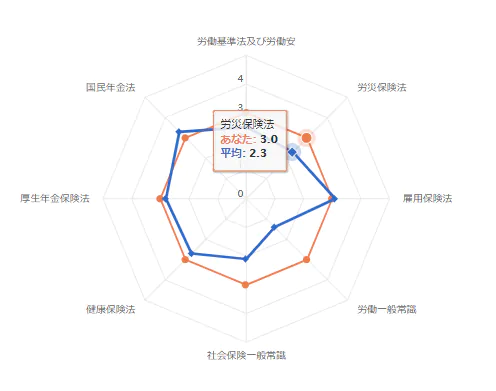 労働基準法及び労働安
国民年金法
4
労災保険法
3
労災保険法
あなた: 3.0
平均: 2.3
厚生年金保険法
0
雇用保険法
健康保険法
労働一般常識
社会保険一般常識